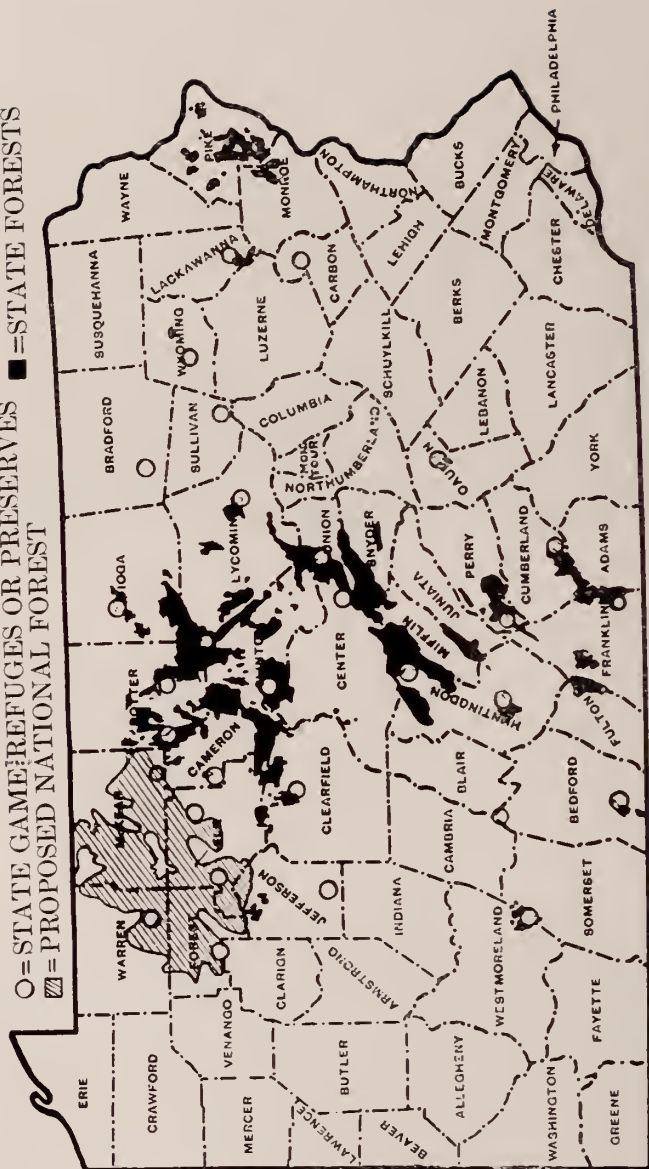 ○=STATE GAME REFUGES OR PRESERVES ■=STATE FORESTS
▨=PROPOSED NATIONAL FOREST
ERIE
CRAWFORD
MERCER
LAWRENCE
BEAVER
WASHINGTON
GREENE
WARREN
FOREST
VENANGO
CLARION
BUTLER
ARMSTRONG
ALLEGHENY
WESTMORELAND
FAYETTE
JEFFERSON
INDIANA
CAMBRIA
SOMERSET
CAMERON
CLEARFIELD
CENTER
BLAIR
BEDFORD
HUNTINGDON
FULTON
FRANKLIN
MIFFLIN
JUNIATA
SNYDER
UNION
PERRY
CUMBERLAND
ADAMS
YORK
TIOGA
LYCOMING
BRADFORD
SULLIVAN
COLUMBIA
MONTOUR
NORTHUMBERLAND
DAUPHIN
LEBANON
LANCASTER
SUSQUEHANNA
WYOMING
LACKAWANNA
LUZERNE
SCHUYLKILL
BERKS
CHESTER
WAYNE
PIKE
MONROE
CARBON
LEHIGH
NORTHAMPTON
BUCKS
MONTGOMERY
DELAWARE
PHILADELPHIA